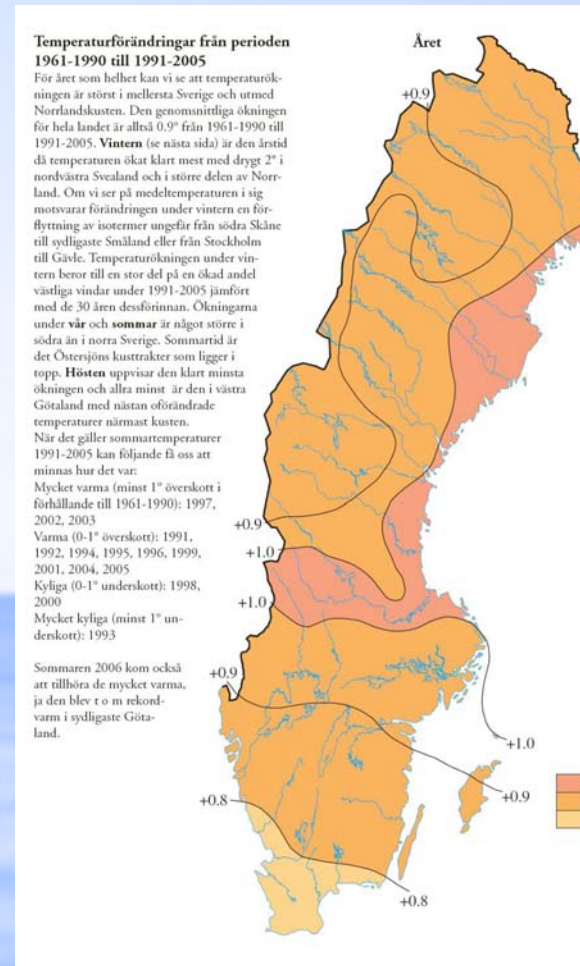 Temperaturförändringar från perioden
1961-1990 till 1991-2005
För året som helhet kan vi se att temperaturök-
ningen är störst i mellersta Sverige och utmed
Norrlandskusten. Den genomsnittliga ökningen
för hela landet är alltså 0.9° från 1961-1990 till
1991-2005. Vintern (se nästa sida) är den årstid
då temperaturen ökat klart mest med drygt 2° i
nordvästra Svealand och i större delen av Norr-
land. Om vi ser på medeltemperaturen i sig
motsvarar förändringen under vintern en för-
flyttning av isotermer ungefär från södra Skåne
till sydligaste Småland eller från Stockholm
till Gävle. Temperaturökningen under vin-
tern beror till en stor del på en ökad andel
västliga vindar under 1991-2005 jämfört
med de 30 åren dessförinnan. Ökningarna
under vår och sommar är något större i
södra än i norra Sverige. Sommartid är
det Östersjöns kusttrakter som ligger i
topp. Hösten uppvisar den klart minsta
ökningen och allra minst är den i västra
Götaland med nästan oförändrade
temperaturer närmast kusten.
När det gäller sommartemperaturer
1991-2005 kan följande få oss att
minnas hur det var:
Mycket varma (minst 1° överskott i
förhållande till 1961-1990): 1997,
2002, 2003
Varma (0-1° överskott): 1991,
1992, 1994, 1995, 1996, 1999,
2001, 2004, 2005
Kyliga (0-1° underskott): 1998,
2000
Mycket kyliga (minst 1° un-
derskott): 1993
Sommaren 2006 kom också
att tillhöra de mycket varma,
ja den blev t o m rekord-
varm i sydligaste Göta-
land.
Året
+0.9
+0.9
+1.0
+1.0
+0.9
+1.0
+0.9
+0.8
+0.8